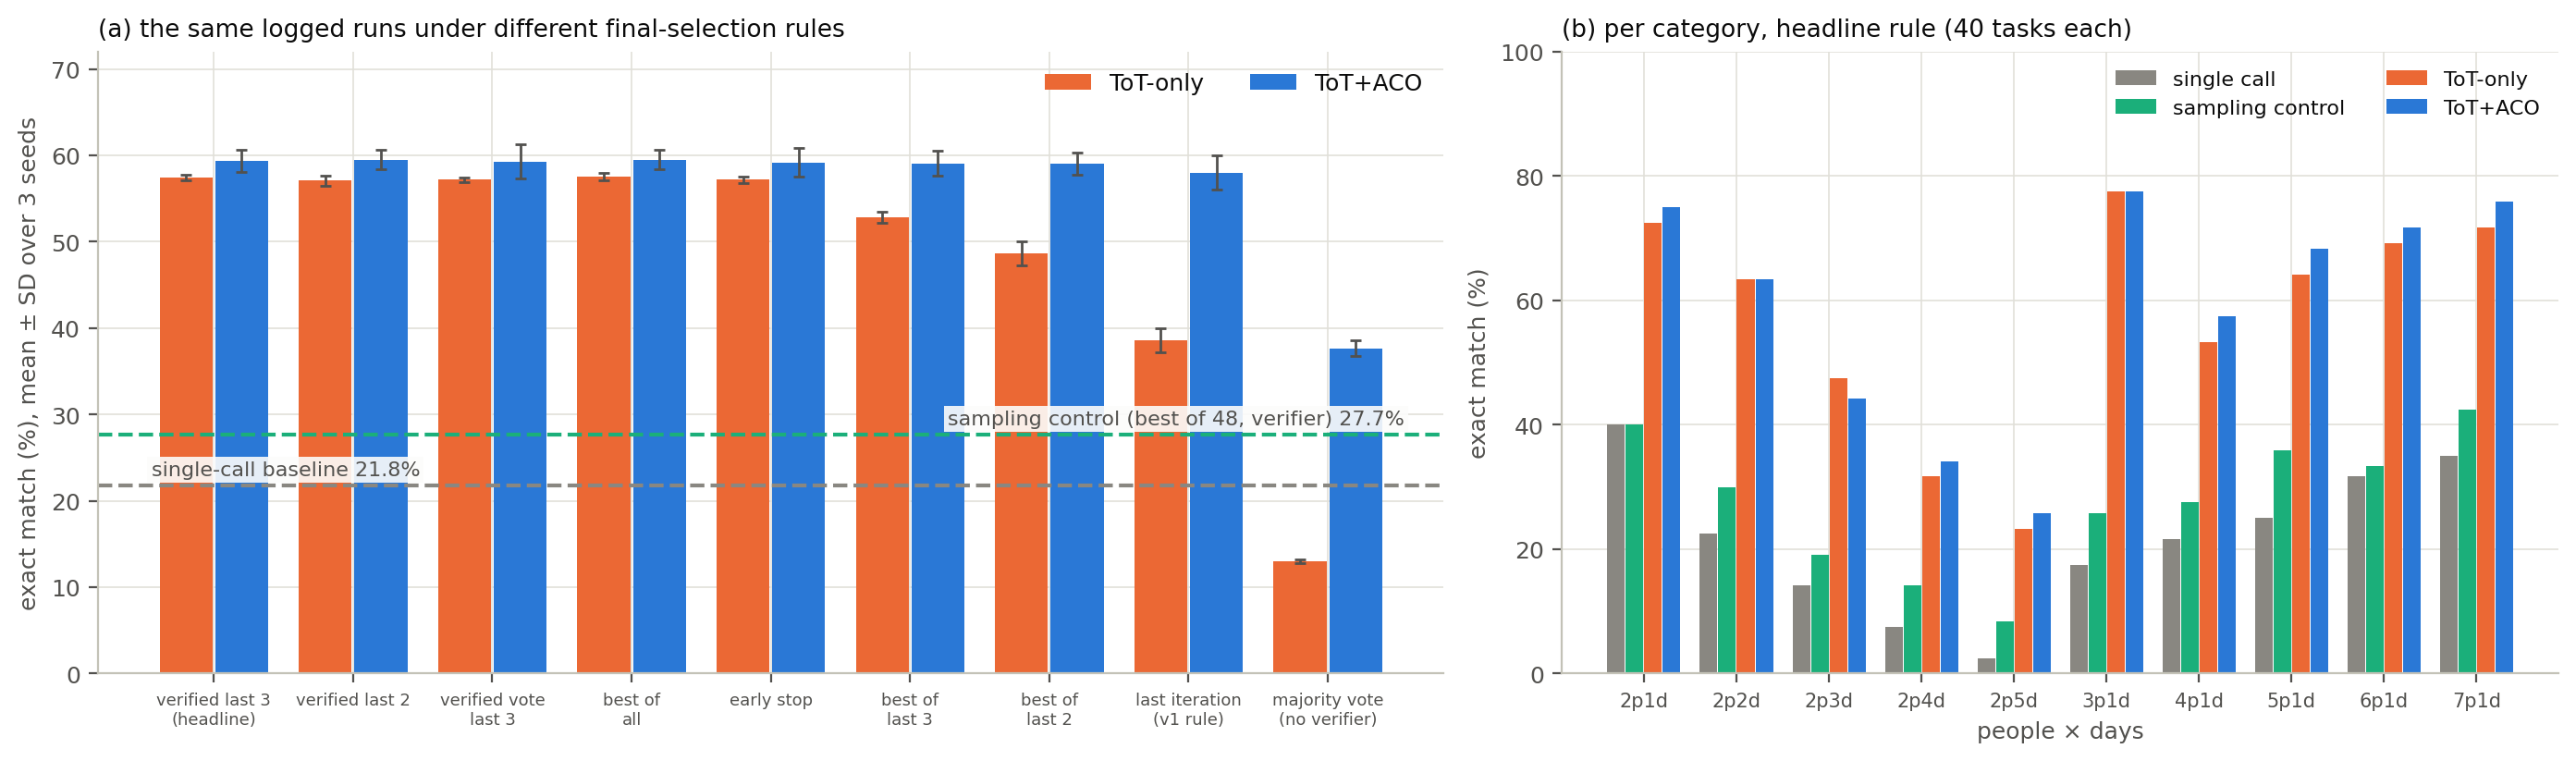 (a) the same logged runs under different final-selection rules
exact match (%), mean ± SD over 3 seeds
70
60
50
40
30
20
10
0
ToT-only
ToT+ACO
sampling control (best of 48, verifier) 27.7%
single-call baseline 21.8%
verified last 3
(headline)
verified last 2
verified vote
last 3
best of
all
early stop
best of
last 3
best of
last 2
last iteration
(v1 rule)
majority vote
(no verifier)
(b) per category, headline rule (40 tasks each)
exact match (%)
100
80
60
40
20
0
single call
sampling control
ToT-only
ToT+ACO
2p1d
2p2d
2p3d
2p4d
2p5d
3p1d
4p1d
5p1d
6p1d
7p1d
people × days